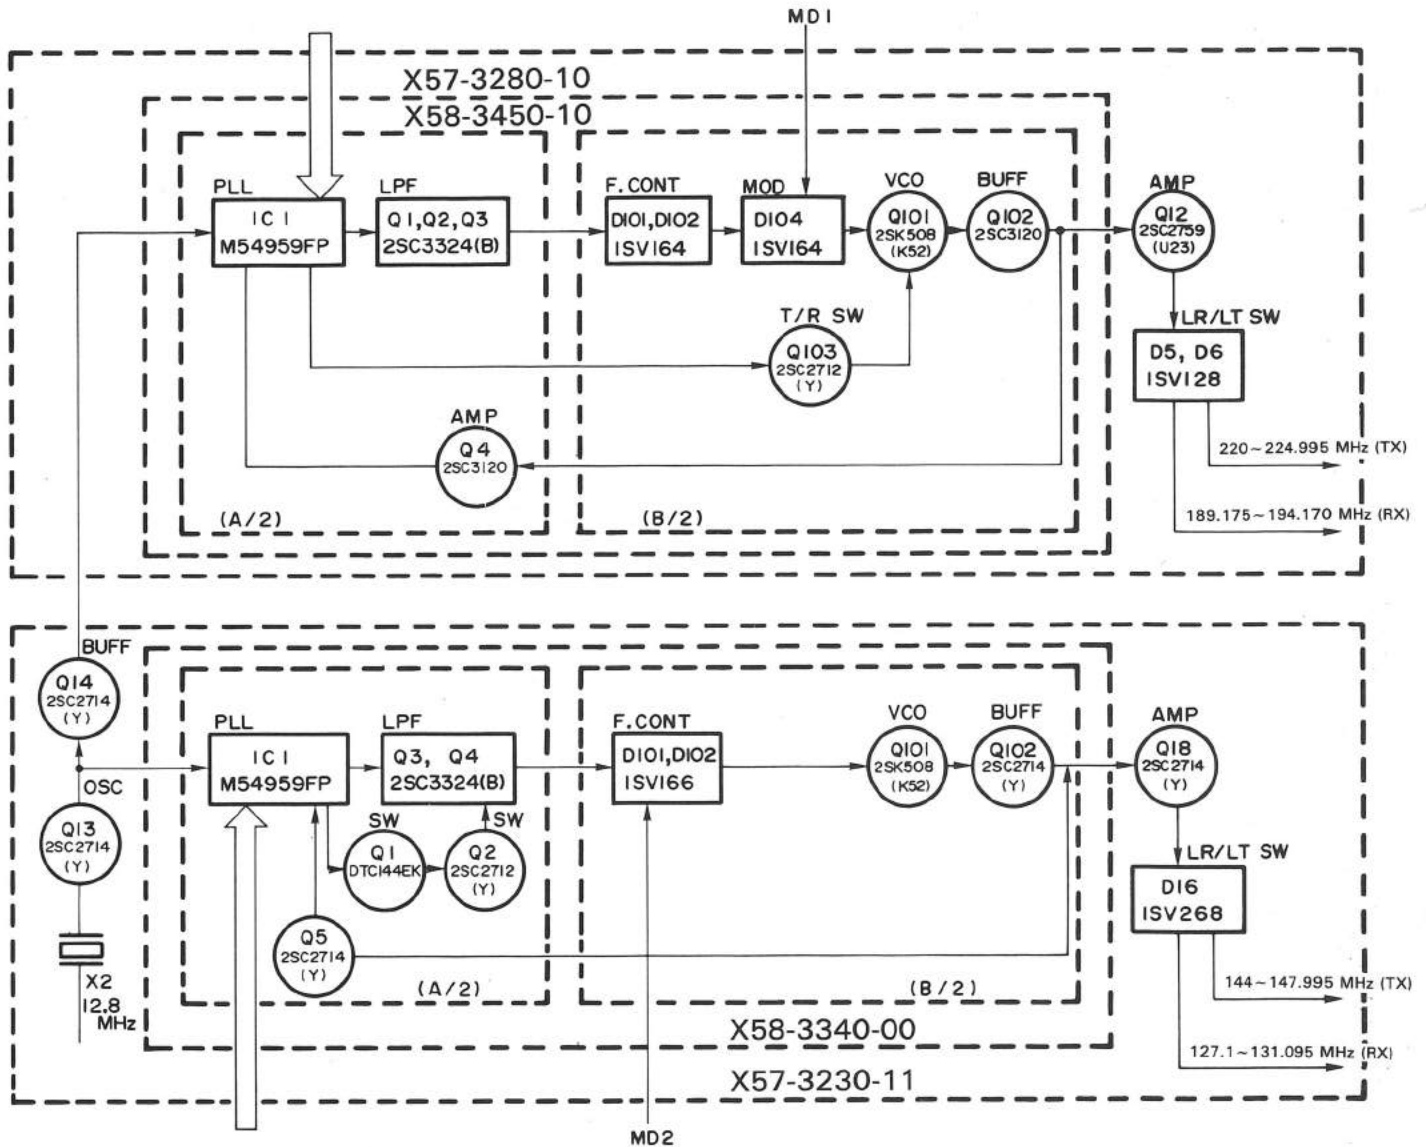 MD1
X57-3280-10
X58-3450-10
PLL
IC1
M54959FP
LPF
Q1,Q2,Q3
2SC3324(B)
F.CONT
D101,D102
1SV164
MOD
D104
1SV164
VCO
Q101
2SK508
(K52)
BUFF
Q102
2SC3120
AMP
Q12
2SC2759
(U23)
T/R SW
Q103
2SC2712
(Y)
LR/LT SW
D5, D6
1SV128
AMP
Q4
2SC3120
220~224.995 MHz (TX)
189.175~194.170 MHz (RX)
(A/2)
(B/2)
BUFF
Q14
2SC2714
(Y)
OSC
Q13
2SC2714
(Y)
X2
12.8
MHz
PLL
IC1
M54959FP
LPF
Q3, Q4
2SC3324(B)
F.CONT
D101,D102
1SV166
VCO
Q101
2SK508
(K52)
BUFF
Q102
2SC2714
(Y)
AMP
Q18
2SC2714
(Y)
SW
Q1
DTC144EK
SW
Q2
2SC2712
(Y)
LR/LT SW
D16
1SV268
Q5
2SC2714
(Y)
(A/2)
(B/2)
144~147.995 MHz (TX)
127.1~131.095 MHz (RX)
X58-3340-00
X57-3230-11
MD2